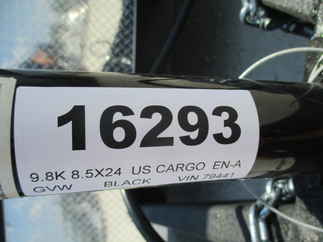 16293
9.8K 8.5X24 US CARGO EN-A
GVW BLACK VIN 79441